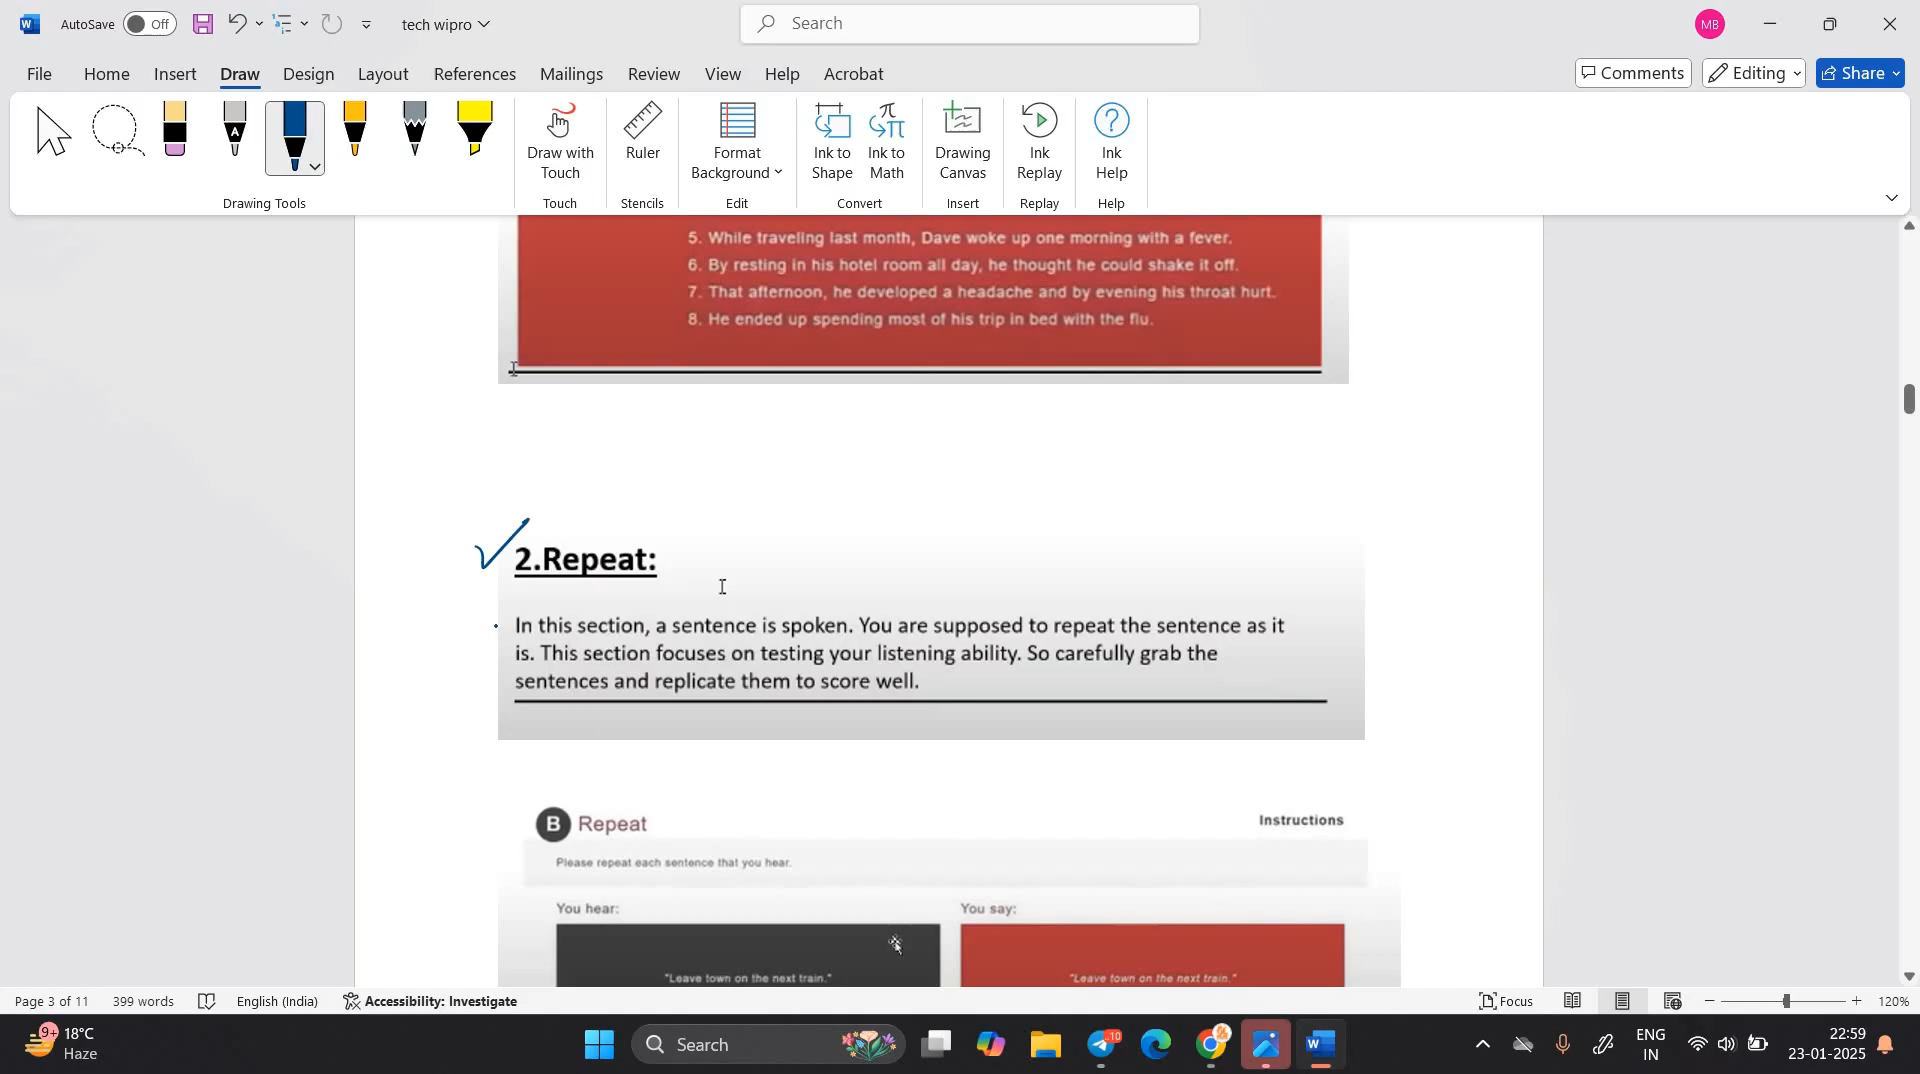 AutoSave Off tech wipro Search MB
File Home Insert Draw Design Layout References Mailings Review View Help Acrobat Comments Editing Share
A
Draw with Touch
Ruler
Format Background
Ink to Shape
Ink to Math
Drawing Canvas
Ink Replay
Ink Help
Drawing Tools Touch Stencils Edit Convert Insert Replay Help
5. While traveling last month, Dave woke up one morning with a fever.
6. By resting in his hotel room all day, he thought he could shake it off.
7. That afternoon, he developed a headache and by evening his throat hurt.
8. He ended up spending most of his trip in bed with the flu.
2.Repeat:
In this section, a sentence is spoken. You are supposed to repeat the sentence as it
is. This section focuses on testing your listening ability. So carefully grab the
sentences and replicate them to score well.
B Repeat Instructions
Please repeat each sentence that you hear.
You hear: You say:
"Leave town on the next train." "Leave town on the next train."
Page 3 of 11 399 words English (India) Accessibility: Investigate Focus 120%
9+ 18°C
Haze
Search
10
ENG
IN
22:59
23-01-2025